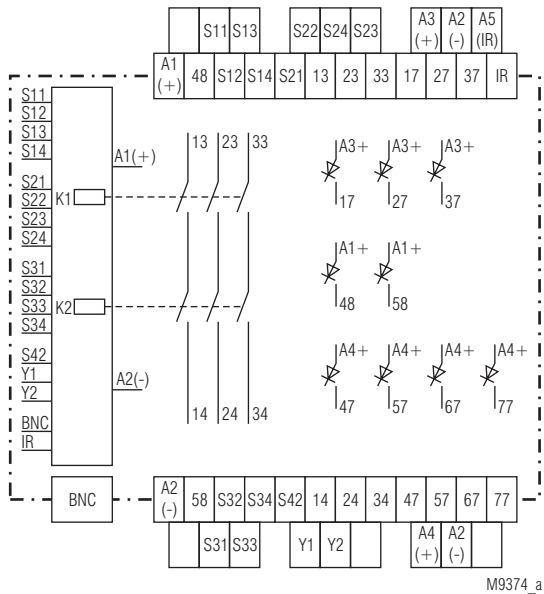 S11 S13 S22 S24 S23 A3 (+) A2 (-) A5 (IR)
A1 (+) 48 S12 S14 S21 13 23 33 17 27 37 IR
S11
S12
S13
S14
A1(+)
S21
S22
S23
S24
K1
S31
S32
S33
S34
K2
S42
Y1
Y2
A2(-)
BNC
IR
13 23 33
14 24 34
A3+ A3+ A3+
17 27 37
A1+ A1+
48 58
A4+ A4+ A4+ A4+
47 57 67 77
BNC
A2 (-) 58 S32 S34 S42 14 24 34 47 57 67 77
S31 S33 Y1 Y2 A4 (+) A2 (-)
M9374_a